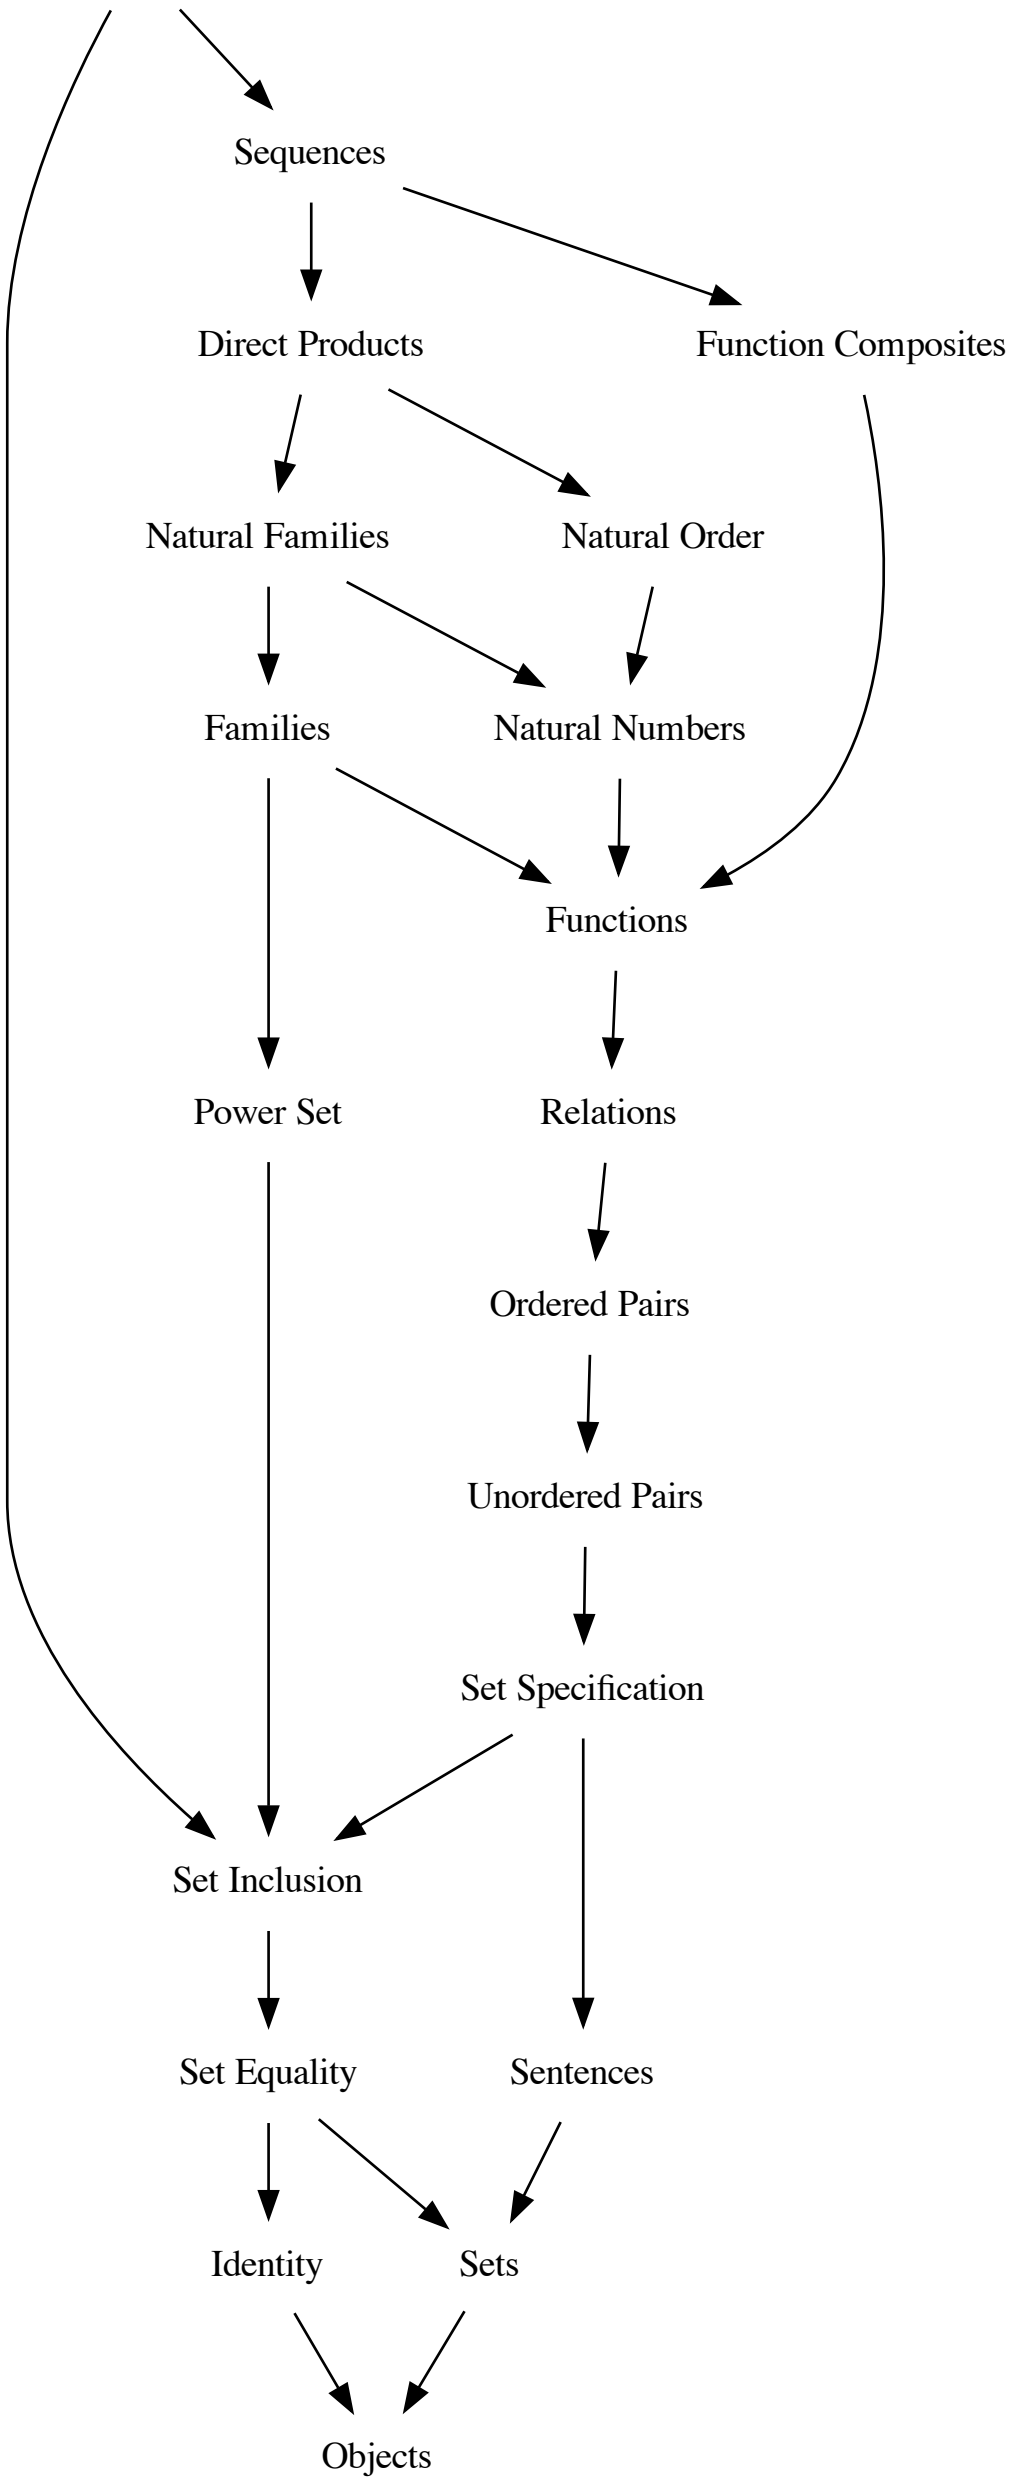 Sequences
Direct Products
Function Composites
Natural Families
Natural Order
Families
Natural Numbers
Functions
Power Set
Relations
Ordered Pairs
Unordered Pairs
Set Specification
Set Inclusion
Set Equality
Sentences
Identity
Sets
Objects